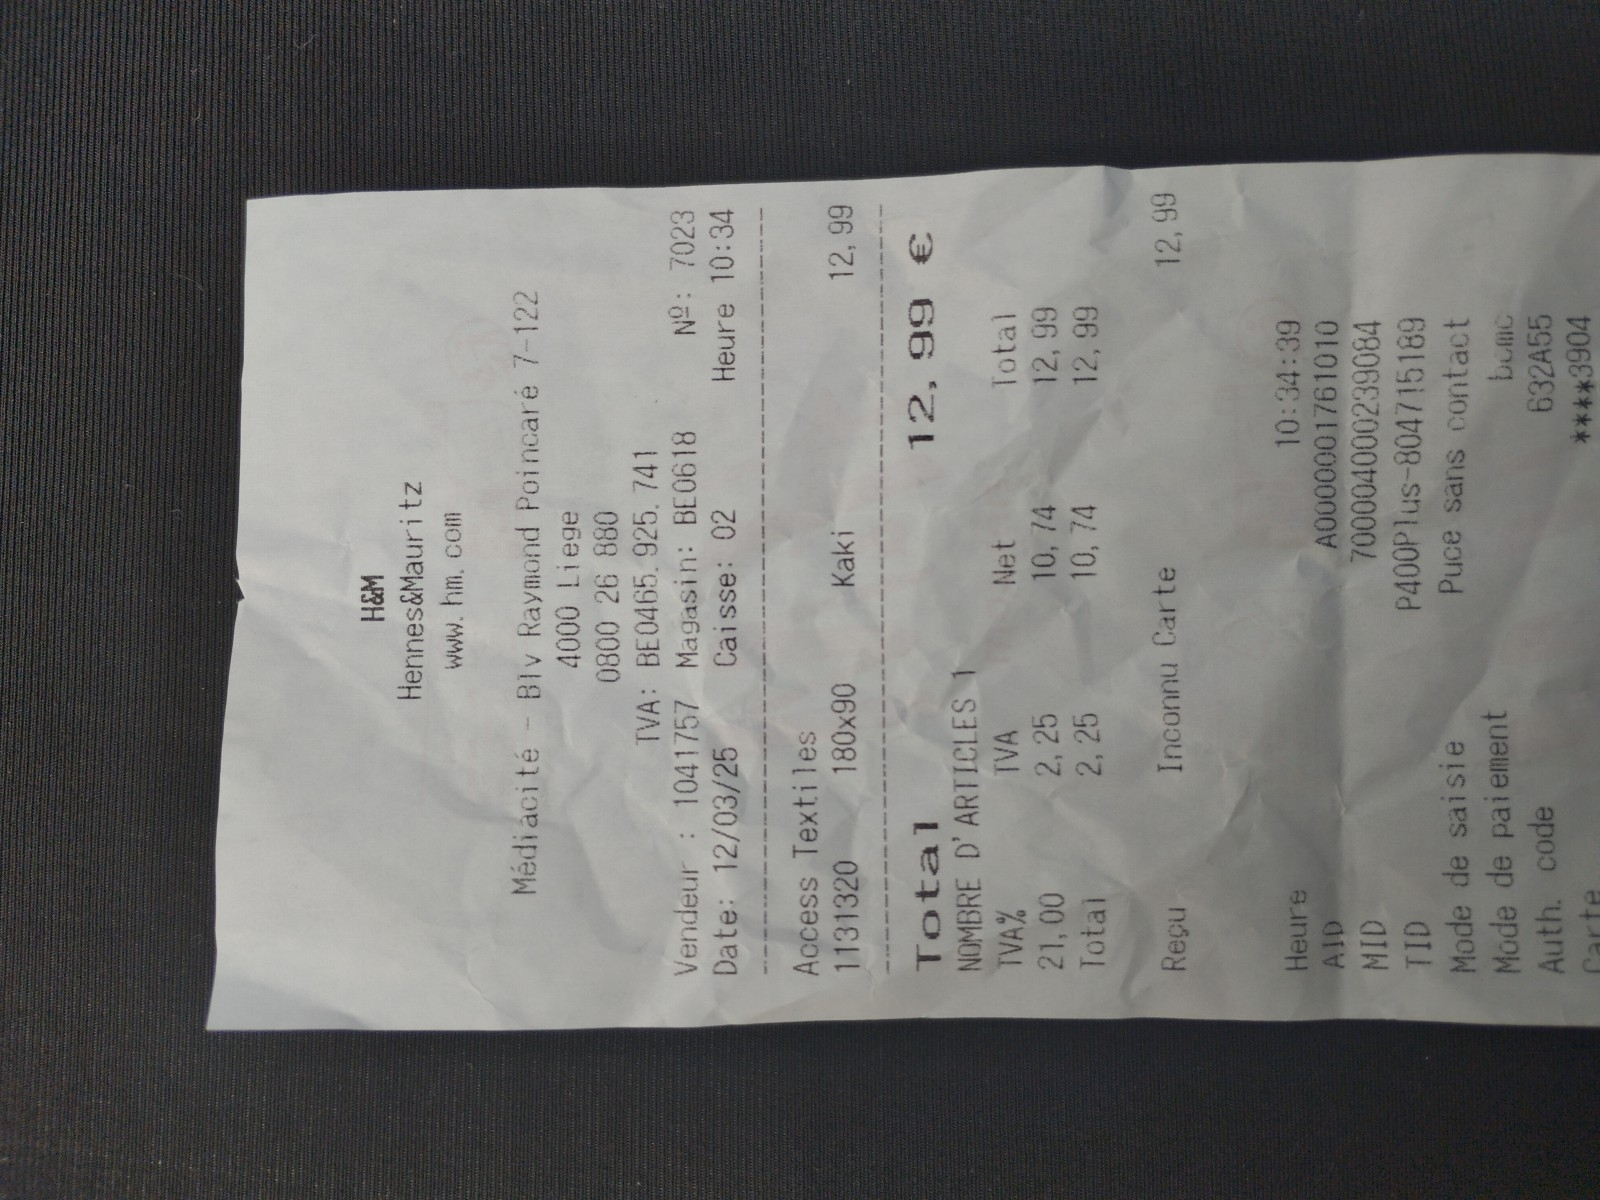 H&M
Hennes&Mauritz
www.hm.com
Médiacité - Blv Raymond Poincaré 7-122
4000 Liege
0800 26 880
TVA: BE0465.925.741
Vendeur : 1041757 Magasin: BE0618 Nº: 7023
Date: 12/03/25 Caisse: 02 Heure 10:34
Access Textiles
1131320 180x90 Kaki 12,99
Total 12,99 €
NOMBRE D'ARTICLES 1
TVA% TVA Net Total
21,00 2,25 10,74 12,99
Total 2,25 10,74 12,99
Reçu Inconnu Carte 12,99
Heure 10:34:39
AID A0000001761010
MID 700004000239084
TID P400Plus-804715189
Mode de saisie Puce sans contact
Mode de paiement bcmc
Auth. code 632A55
Carte ****3904